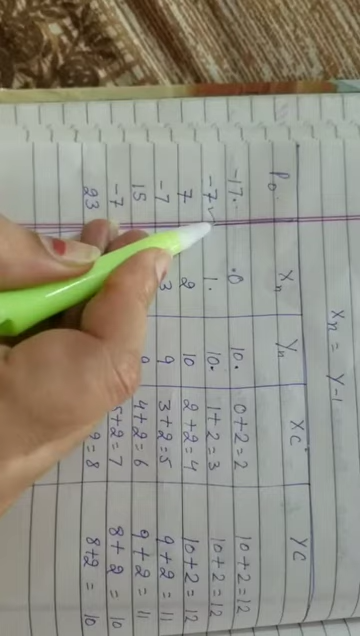 Xn = Y-1
P₀ Xn Yn XC YC
-17. .0 10. 0+2=2 10+2=12
-7 1. 10. 1+2=3 10+2=12
7 2 10 2+2=4 10+2=12
-7 3 9 3+2=5 9+2=11
15 4+2=6 9+2=11
-7 5+2=7 8+2=10
23 2=8 8+2=10